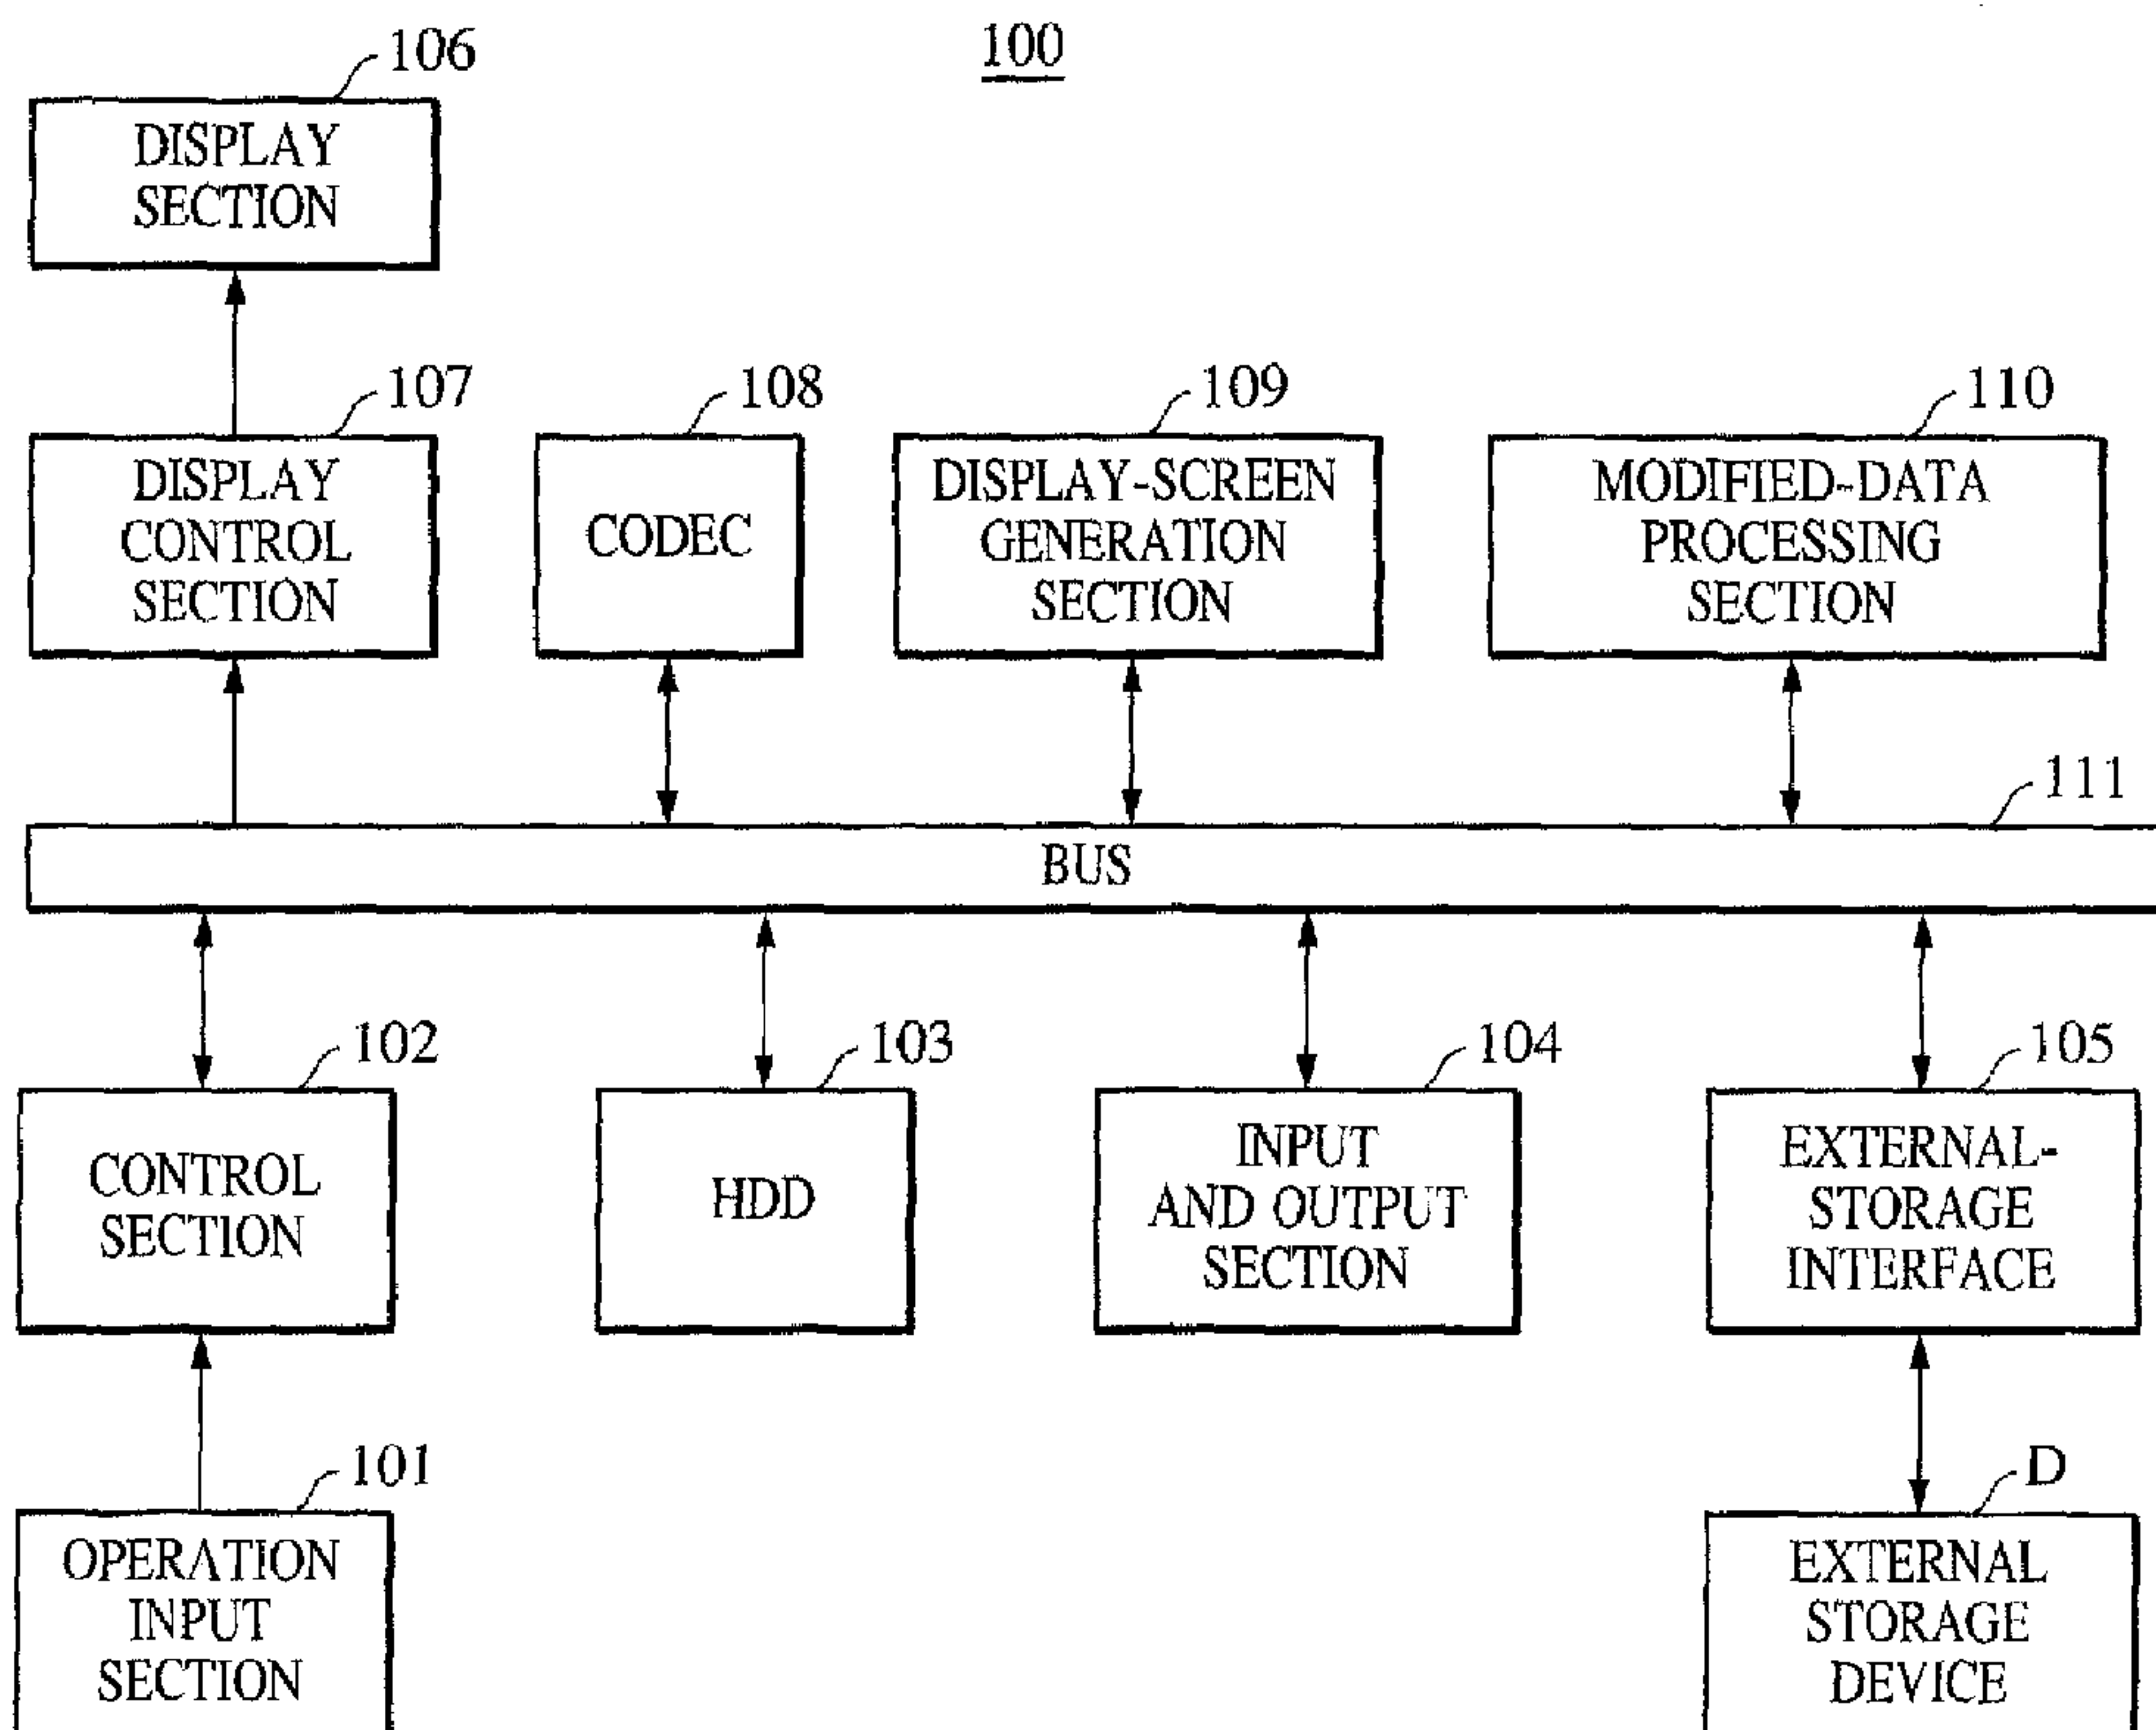 100
106
DISPLAY
SECTION
107
DISPLAY
CONTROL
SECTION
108
CODEC
109
DISPLAY-SCREEN
GENERATION
SECTION
110
MODIFIED-DATA
PROCESSING
SECTION
111
BUS
102
CONTROL
SECTION
103
HDD
104
INPUT
AND OUTPUT
SECTION
105
EXTERNAL-
STORAGE
INTERFACE
101
OPERATION
INPUT
SECTION
D
EXTERNAL
STORAGE
DEVICE